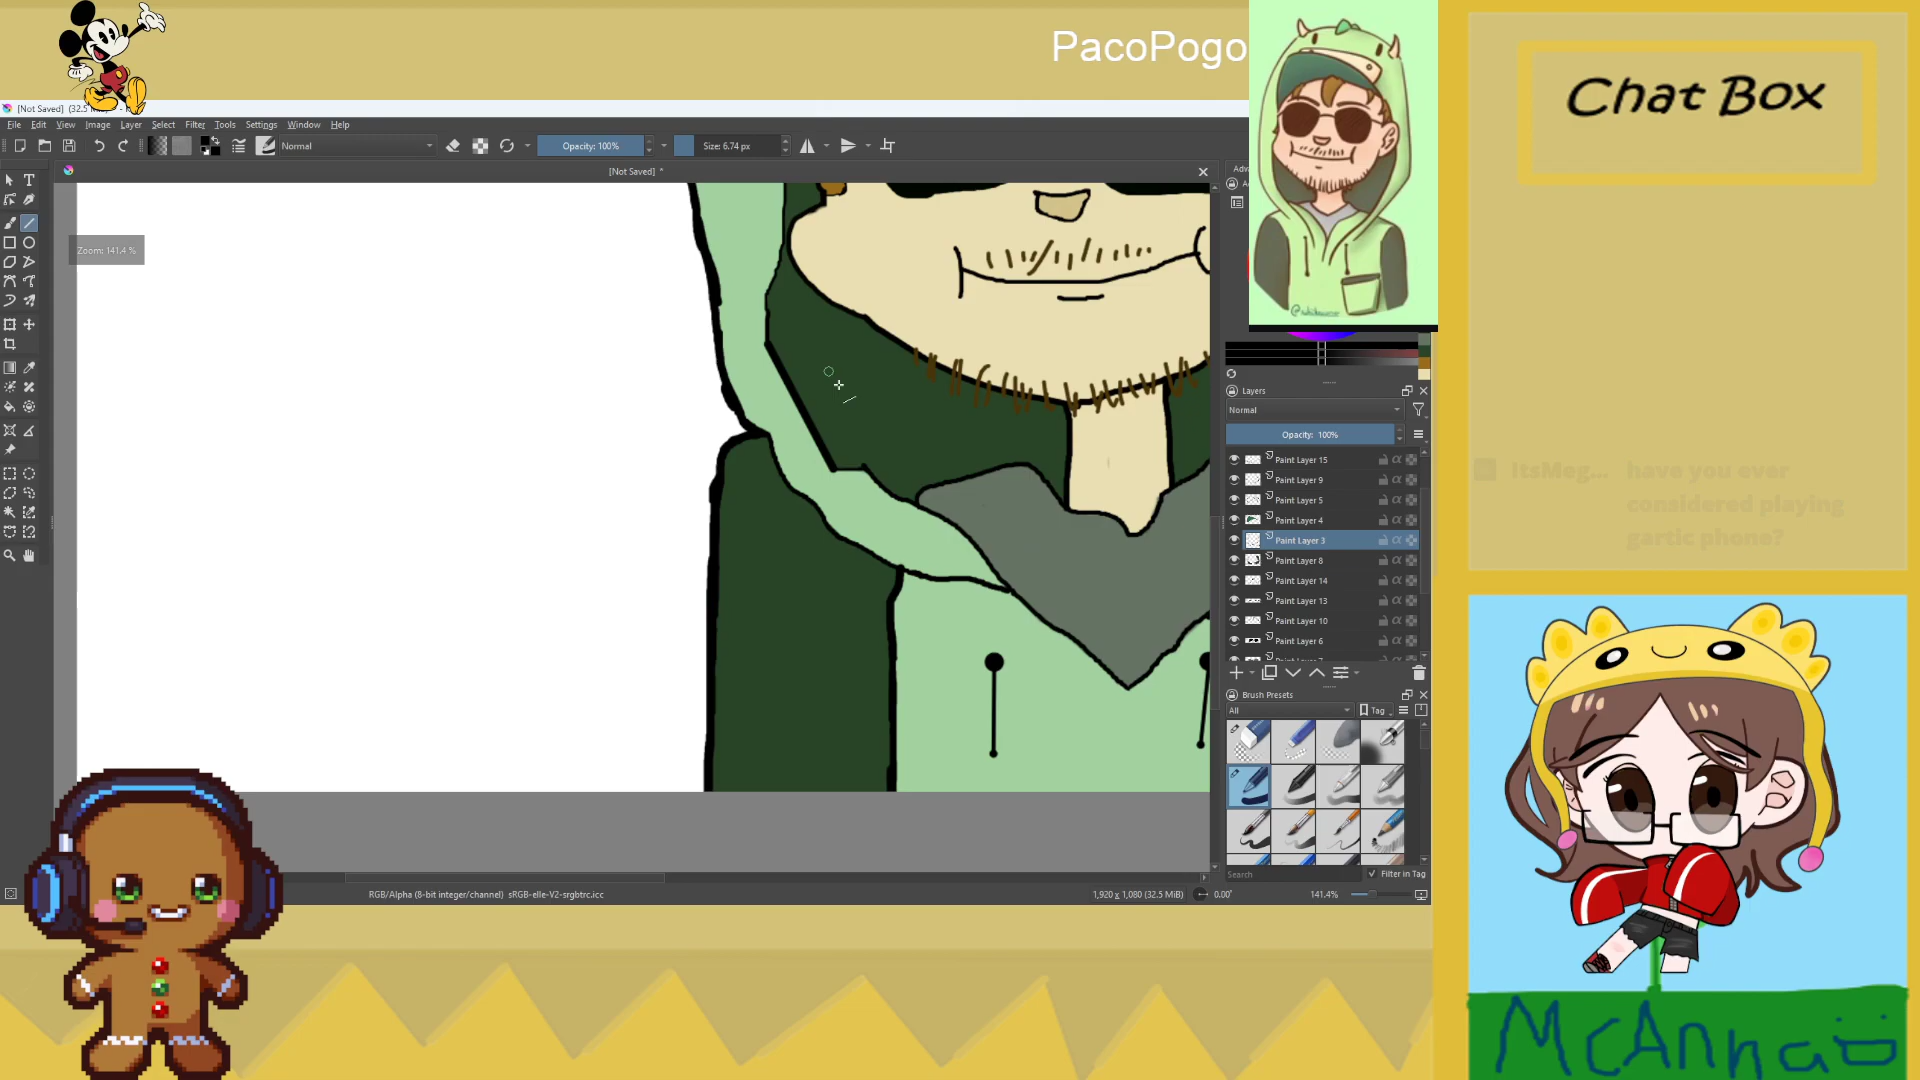 PacoPogo
Chat Box
[Not Saved] (32.5
File Edit View Image Layer Select Filter Tools Settings Window Help
Normal
Opacity: 100%
Size: 6.74 px
[Not Saved] *
Zoom: 141.4 %
Layers
Normal
Opacity: 100%
Paint Layer 15
Paint Layer 9
Paint Layer 5
Paint Layer 4
Paint Layer 3
Paint Layer 8
Paint Layer 14
Paint Layer 13
Paint Layer 10
Paint Layer 6
Brush Presets
All
Tag
Search
Filter in Tag
RGB/Alpha (8-bit integer/channel) sRGB-elle-V2-srgbtrc.icc
1,920 x 1,080 (32.5 MiB)
0.00°
141.4%
ItsMeg... have you ever
considered playing
gartic phone?
McAnna